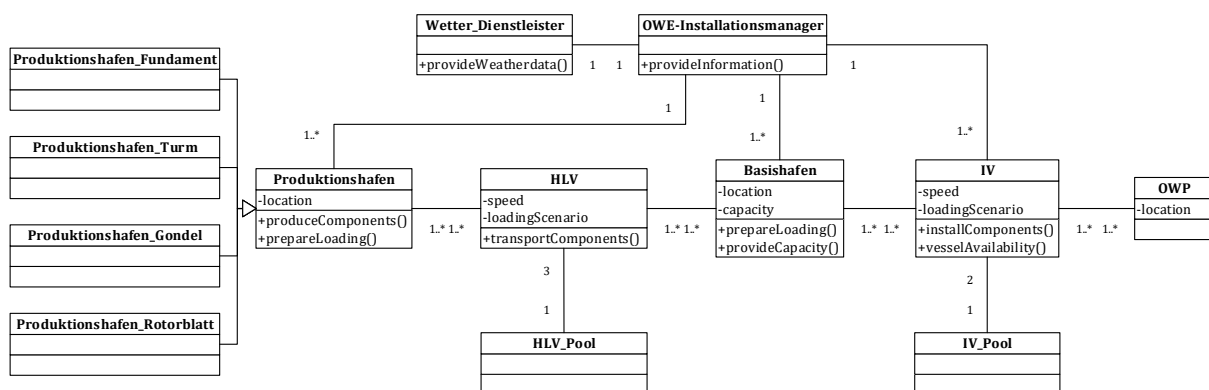 Wetter_Dienstleister
+provideWeatherdata()
OWE-Installationsmanager
+provideInformation()
1 1
1
1
1
1..*
1..*
1..*
Produktionshafen_Fundament
Produktionshafen_Turm
Produktionshafen_Gondel
Produktionshafen_Rotorblatt
Produktionshafen
-location
+produceComponents()
+prepareLoading()
1..* 1..*
HLV
-speed
-loadingScenario
+transportComponents()
1..* 1..*
Basishafen
-location
-capacity
+prepareLoading()
+provideCapacity()
1..* 1..*
IV
-speed
-loadingScenario
+installComponents()
+vesselAvailability()
1..* 1..*
OWP
-location
3
1
HLV_Pool
2
1
IV_Pool